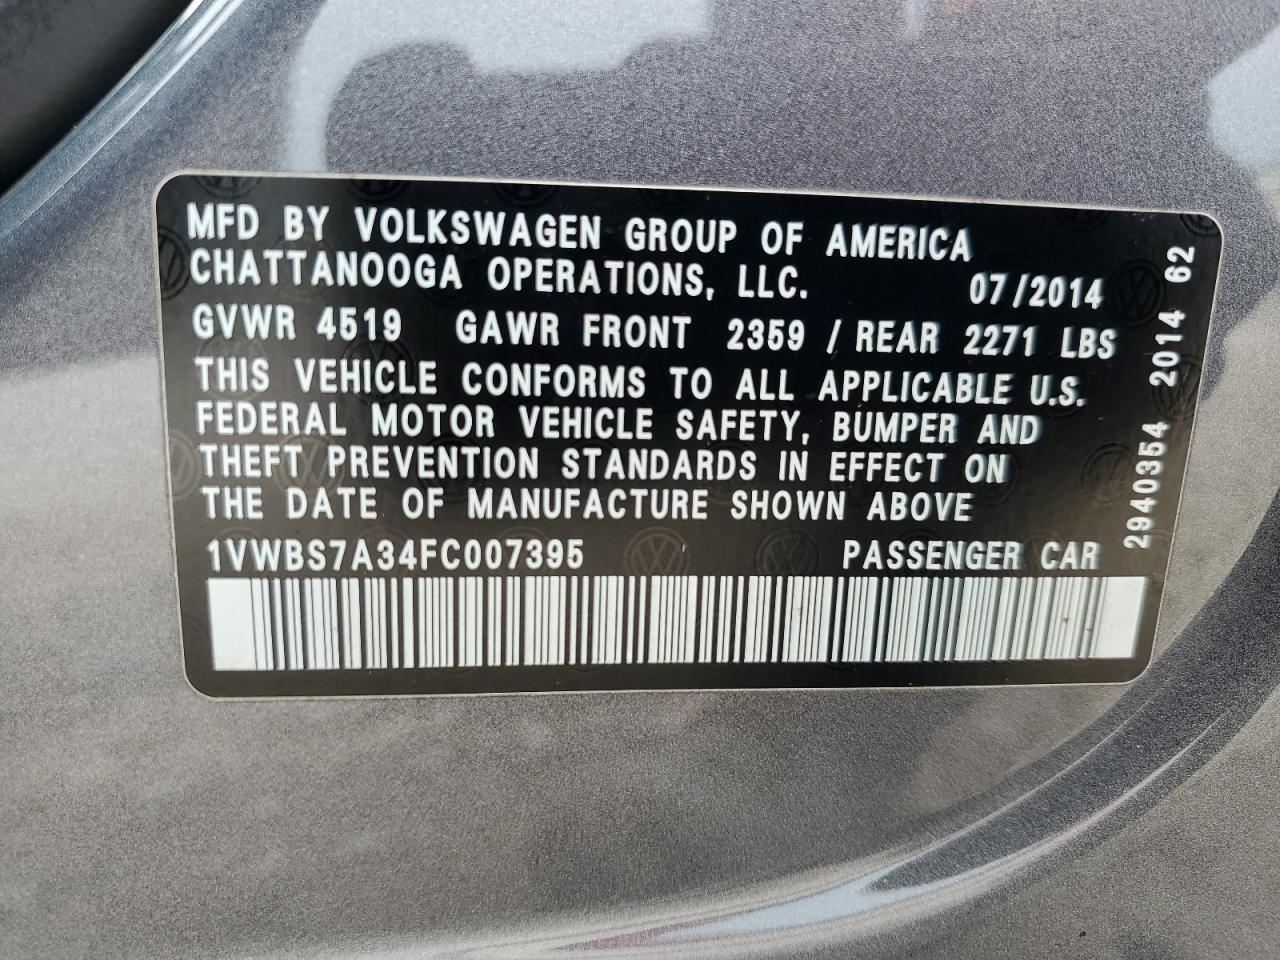 MFD BY VOLKSWAGEN GROUP OF AMERICA
CHATTANOOGA OPERATIONS, LLC. 07/2014
GVWR 4519 GAWR FRONT 2359 / REAR 2271 LBS
THIS VEHICLE CONFORMS TO ALL APPLICABLE U.S.
FEDERAL MOTOR VEHICLE SAFETY, BUMPER AND
THEFT PREVENTION STANDARDS IN EFFECT ON
THE DATE OF MANUFACTURE SHOWN ABOVE
1VWBS7A34FC007395 PASSENGER CAR
2940354 2014 62